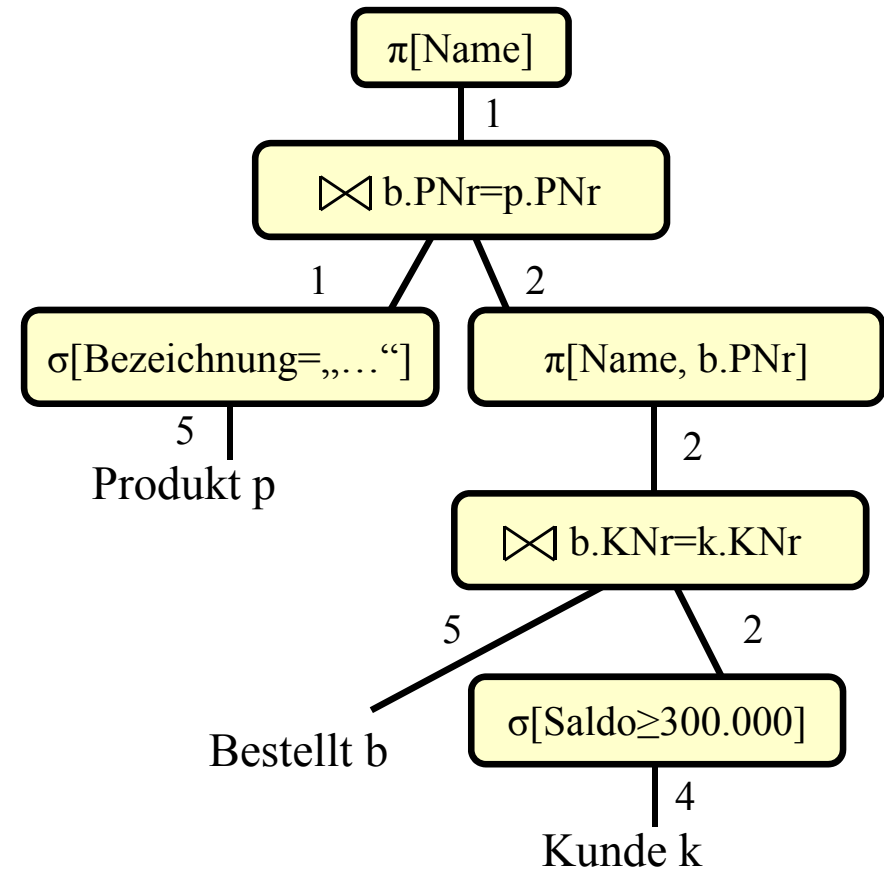 π[Name]
1
⋈ b.PNr=p.PNr
1
2
σ[Bezeichnung=„…“]
π[Name, b.PNr]
5
2
Produkt p
⋈ b.KNr=k.KNr
5
2
Bestellt b
σ[Saldo≥300.000]
4
Kunde k